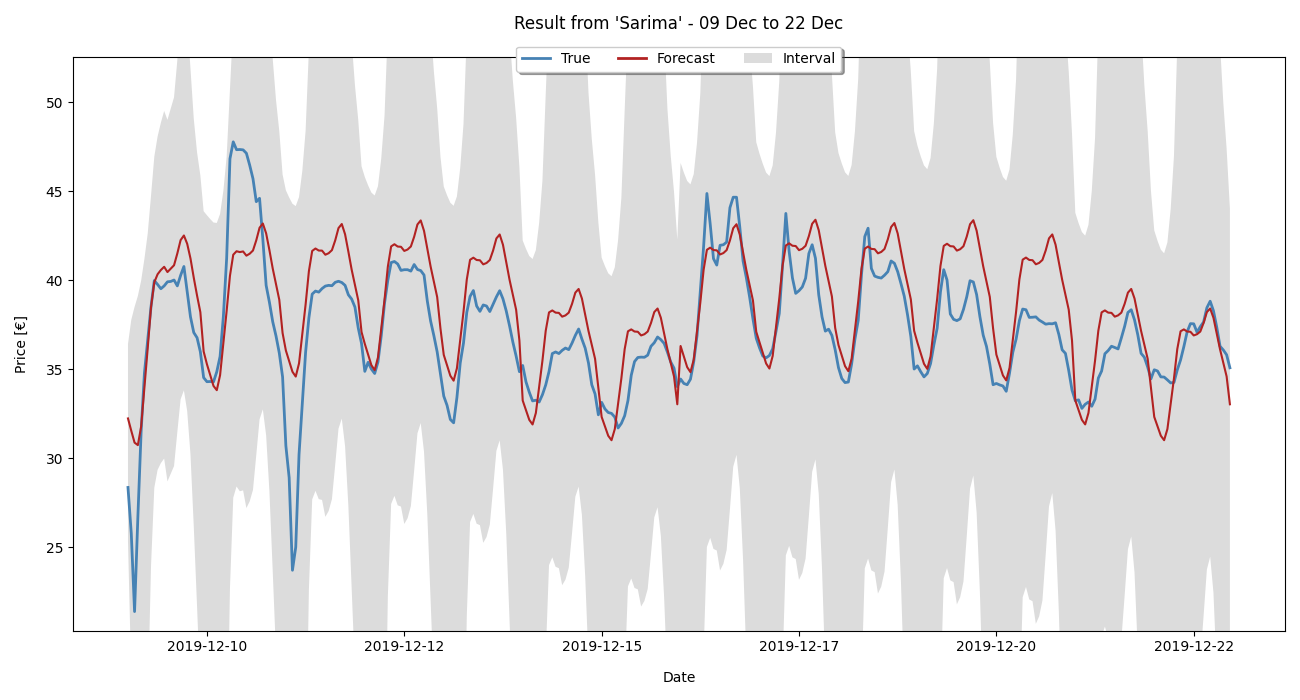 Result from 'Sarima' - 09 Dec to 22 Dec
True Forecast Interval
50
45
40
35
30
25
Price [€]
2019-12-10 2019-12-12 2019-12-15 2019-12-17 2019-12-20 2019-12-22
Date